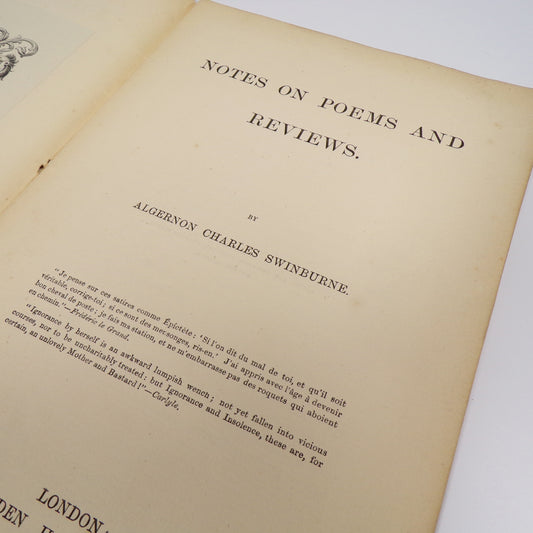 NOTES ON POEMS AND
REVIEWS.
BY
ALGERNON CHARLES SWINBURNE.
"Je pense sur ces satires comme Épictète: 'Si l'on dit du mal de toi, et qu'il soit
véritable, corrige-toi; si ce sont des mecsonges, ris-en.' J'ai appris avec l'âge à devenir
bon cheval de poste; je fais ma station, et ne m'embarrasse pas des roquets qui aboient
en chemin."—Frédéric le Grand.
"Ignorance by herself is an awkward lumpish wench; not yet fallen into vicious
courses, nor to be uncharitably treated: but Ignorance and Insolence, these are, for
certain, an unlovely Mother and Bastard!"—Carlyle.
LONDON: